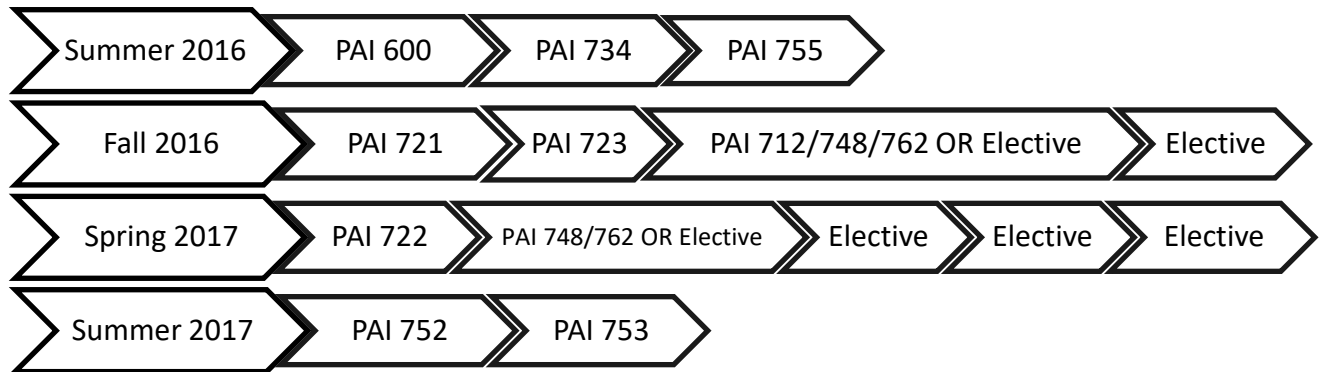 Summer 2016 PAI 600 PAI 734 PAI 755
Fall 2016 PAI 721 PAI 723 PAI 712/748/762 OR Elective Elective
Spring 2017 PAI 722 PAI 748/762 OR Elective Elective Elective Elective
Summer 2017 PAI 752 PAI 753